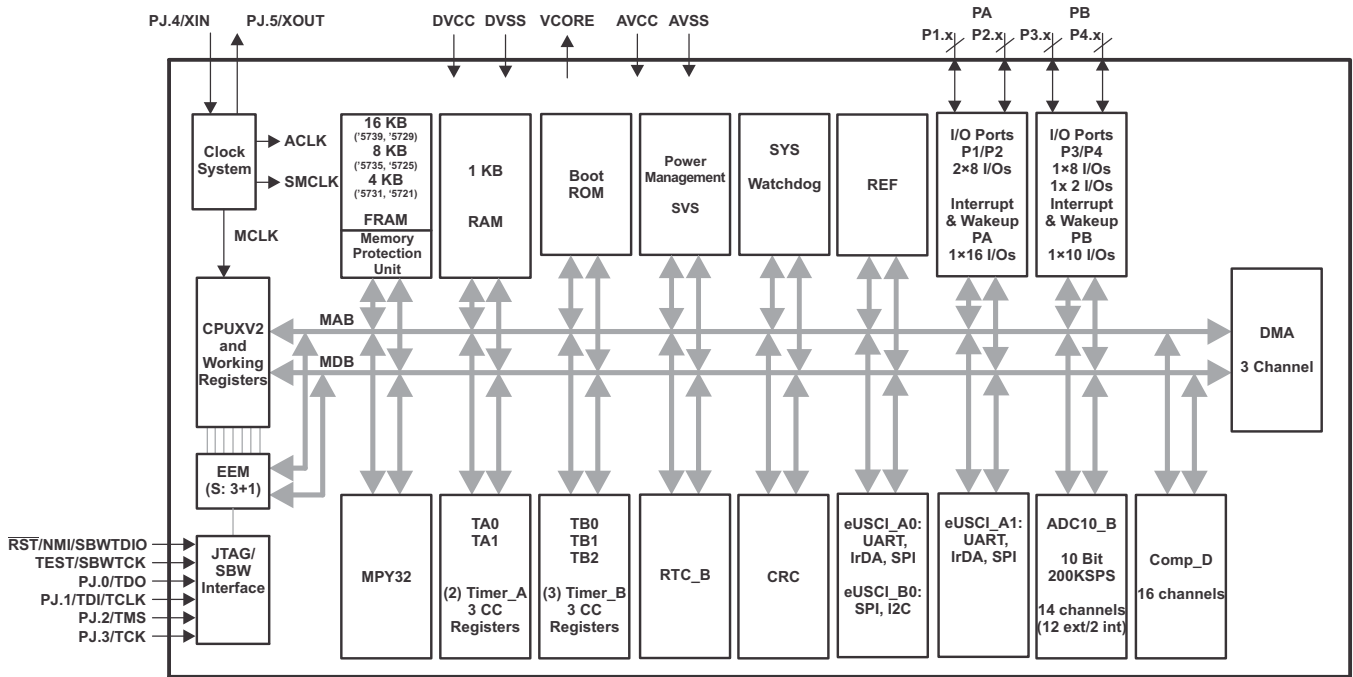 PJ.4/XIN
PJ.5/XOUT
DVCC
DVSS
VCORE
AVCC
AVSS
PA
PB
P1.x
P2.x
P3.x
P4.x
Clock
System
ACLK
SMCLK
MCLK
16 KB
('5739, '5729)
8 KB
('5735, '5725)
4 KB
('5731, '5721)
FRAM
Memory
Protection
Unit
1 KB
RAM
Boot
ROM
Power
Management
SVS
SYS
Watchdog
REF
I/O Ports
P1/P2
2×8 I/Os
Interrupt
& Wakeup
PA
1×16 I/Os
I/O Ports
P3/P4
1×8 I/Os
1x 2 I/Os
Interrupt
& Wakeup
PB
1×10 I/Os
CPUXV2
and
Working
Registers
MAB
MDB
DMA
3 Channel
EEM
(S: 3+1)
RST/NMI/SBWTDIO
TEST/SBWTCK
PJ.0/TDO
PJ.1/TDI/TCLK
PJ.2/TMS
PJ.3/TCK
JTAG/
SBW
Interface
MPY32
TA0
TA1
(2) Timer_A
3 CC
Registers
TB0
TB1
TB2
(3) Timer_B
3 CC
Registers
RTC_B
CRC
eUSCI_A0:
UART,
IrDA, SPI
eUSCI_B0:
SPI, I2C
eUSCI_A1:
UART,
IrDA, SPI
ADC10_B
10 Bit
200KSPS
14 channels
(12 ext/2 int)
Comp_D
16 channels